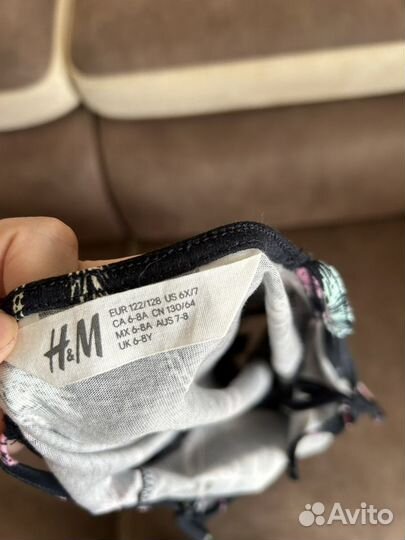 H&M
EUR 122/128 US 6X/7
CA 6-8A CN 130/64
MX 6-8A AUS 7-8
UK 6-8Y
Avito